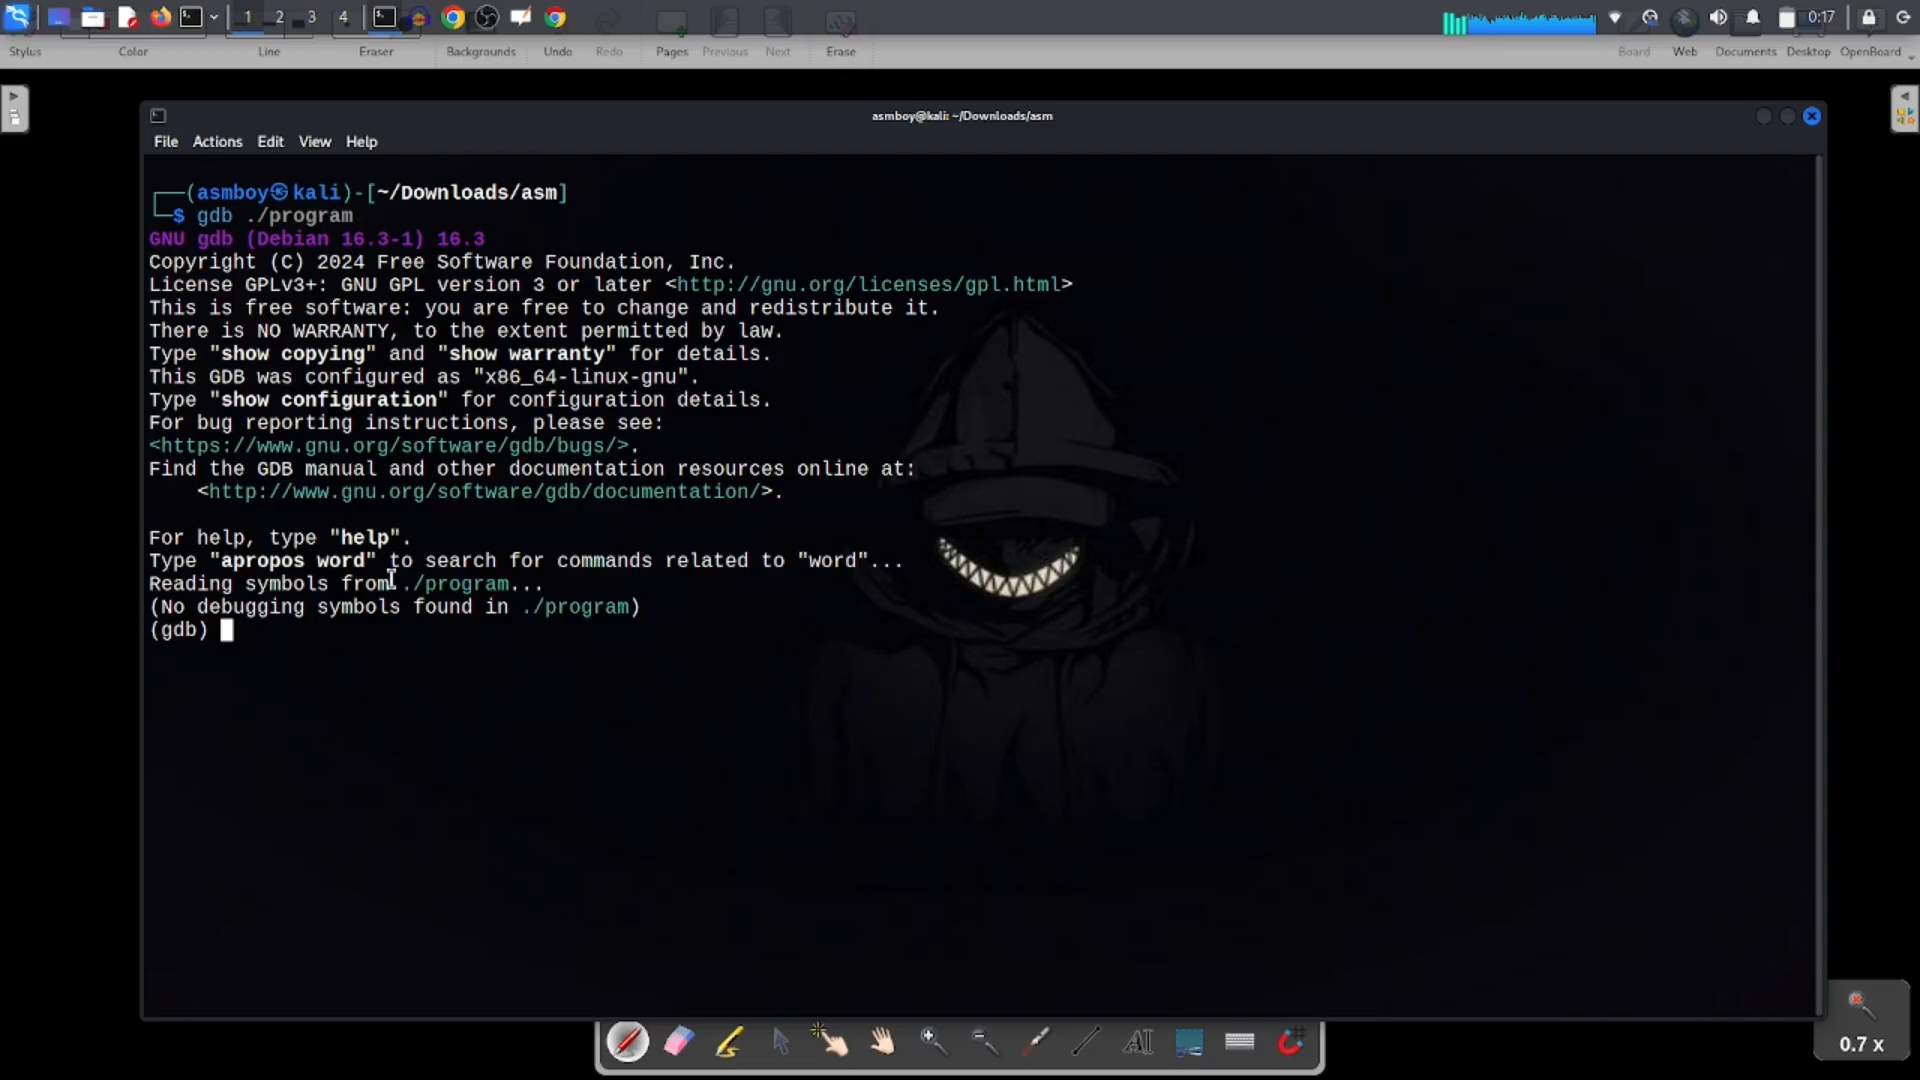 1 2 3 4 0:17
Stylus Color Line Eraser Backgrounds Undo Redo Pages Previous Next Erase Board Web Documents Desktop OpenBoard
asmboy@kali: ~/Downloads/asm
File Actions Edit View Help
┌──(asmboy㉿kali)-[~/Downloads/asm]
└─$ gdb ./program
GNU gdb (Debian 16.3-1) 16.3
Copyright (C) 2024 Free Software Foundation, Inc.
License GPLv3+: GNU GPL version 3 or later <http://gnu.org/licenses/gpl.html>
This is free software: you are free to change and redistribute it.
There is NO WARRANTY, to the extent permitted by law.
Type "show copying" and "show warranty" for details.
This GDB was configured as "x86_64-linux-gnu".
Type "show configuration" for configuration details.
For bug reporting instructions, please see:
<https://www.gnu.org/software/gdb/bugs/>.
Find the GDB manual and other documentation resources online at:
<http://www.gnu.org/software/gdb/documentation/>.
For help, type "help".
Type "apropos word" to search for commands related to "word"...
Reading symbols from ./program...
(No debugging symbols found in ./program)
(gdb)
AI
0.7 x